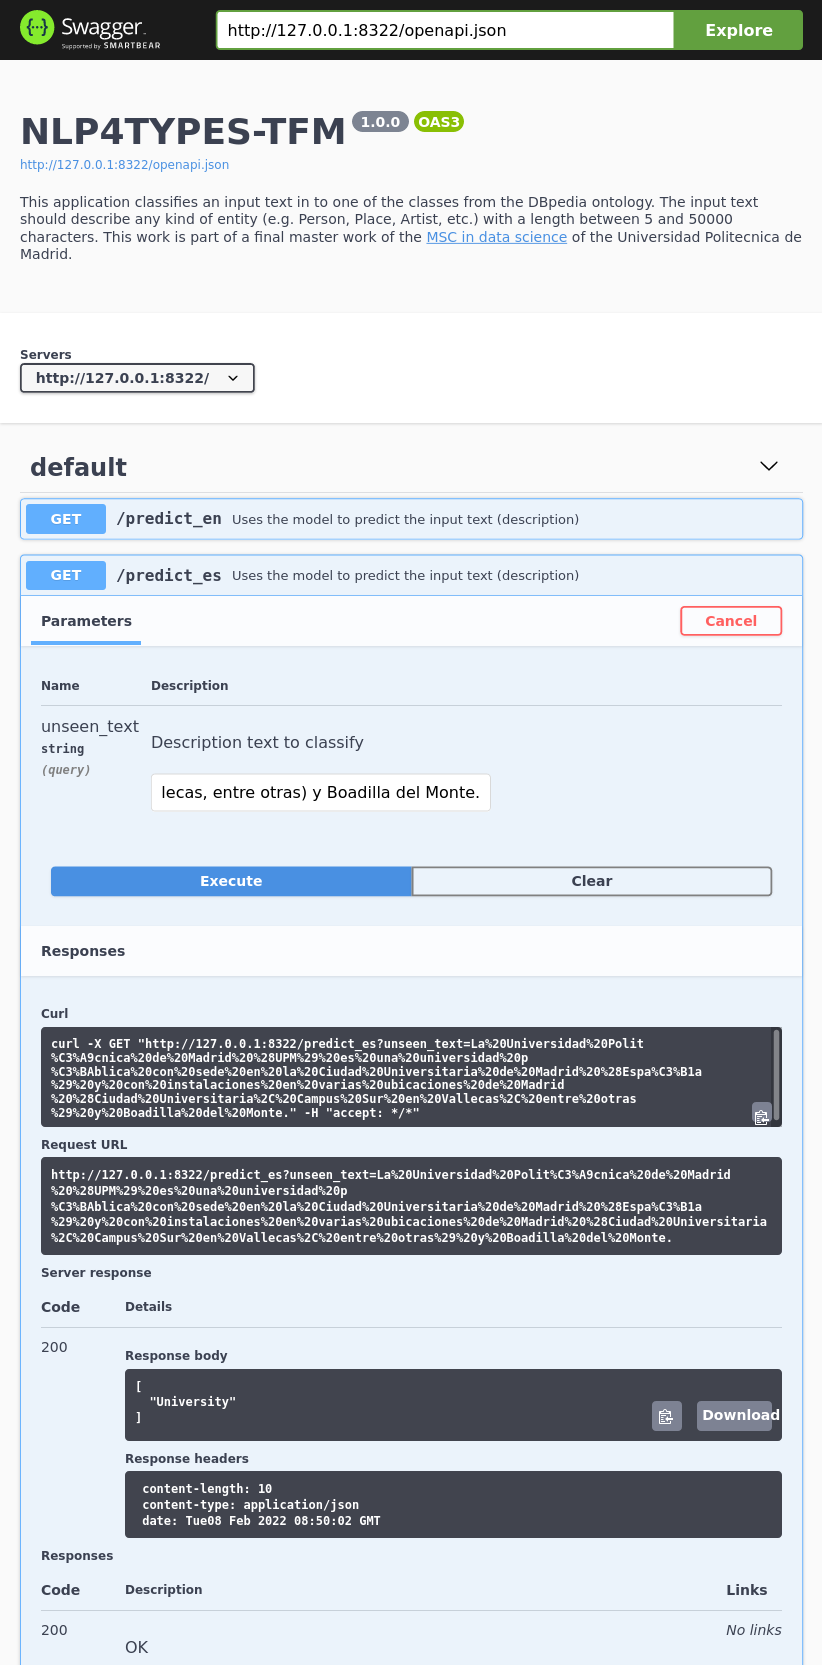 Swagger.
Supported by SMARTBEAR
http://127.0.0.1:8322/openapi.json
Explore
NLP4TYPES-TFM 1.0.0 OAS3
http://127.0.0.1:8322/openapi.json
This application classifies an input text in to one of the classes from the DBpedia ontology. The input text
should describe any kind of entity (e.g. Person, Place, Artist, etc.) with a length between 5 and 50000
characters. This work is part of a final master work of the MSC in data science of the Universidad Politecnica de
Madrid.
Servers
http://127.0.0.1:8322/
default
GET /predict_en Uses the model to predict the input text (description)
GET /predict_es Uses the model to predict the input text (description)
Parameters
Cancel
Name Description
unseen_text
string
(query)
Description text to classify
lecas, entre otras) y Boadilla del Monte.
Execute Clear
Responses
Curl
curl -X GET "http://127.0.0.1:8322/predict_es?unseen_text=La%20Universidad%20Polit
%C3%A9cnica%20de%20Madrid%20%28UPM%29%20es%20una%20universidad%20p
%C3%BAblica%20con%20sede%20en%20la%20Ciudad%20Universitaria%20de%20Madrid%20%28Espa%C3%B1a
%29%20y%20con%20instalaciones%20en%20varias%20ubicaciones%20de%20Madrid
%20%28Ciudad%20Universitaria%2C%20Campus%20Sur%20en%20Vallecas%2C%20entre%20otras
%29%20y%20Boadilla%20del%20Monte." -H "accept: */*"
Request URL
http://127.0.0.1:8322/predict_es?unseen_text=La%20Universidad%20Polit%C3%A9cnica%20de%20Madrid
%20%28UPM%29%20es%20una%20universidad%20p
%C3%BAblica%20con%20sede%20en%20la%20Ciudad%20Universitaria%20de%20Madrid%20%28Espa%C3%B1a
%29%20y%20con%20instalaciones%20en%20varias%20ubicaciones%20de%20Madrid%20%28Ciudad%20Universitaria
%2C%20Campus%20Sur%20en%20Vallecas%2C%20entre%20otras%29%20y%20Boadilla%20del%20Monte.
Server response
Code Details
200
Response body
[
"University"
]
Download
Response headers
content-length: 10
content-type: application/json
date: Tue08 Feb 2022 08:50:02 GMT
Responses
Code Description Links
200 No links
OK